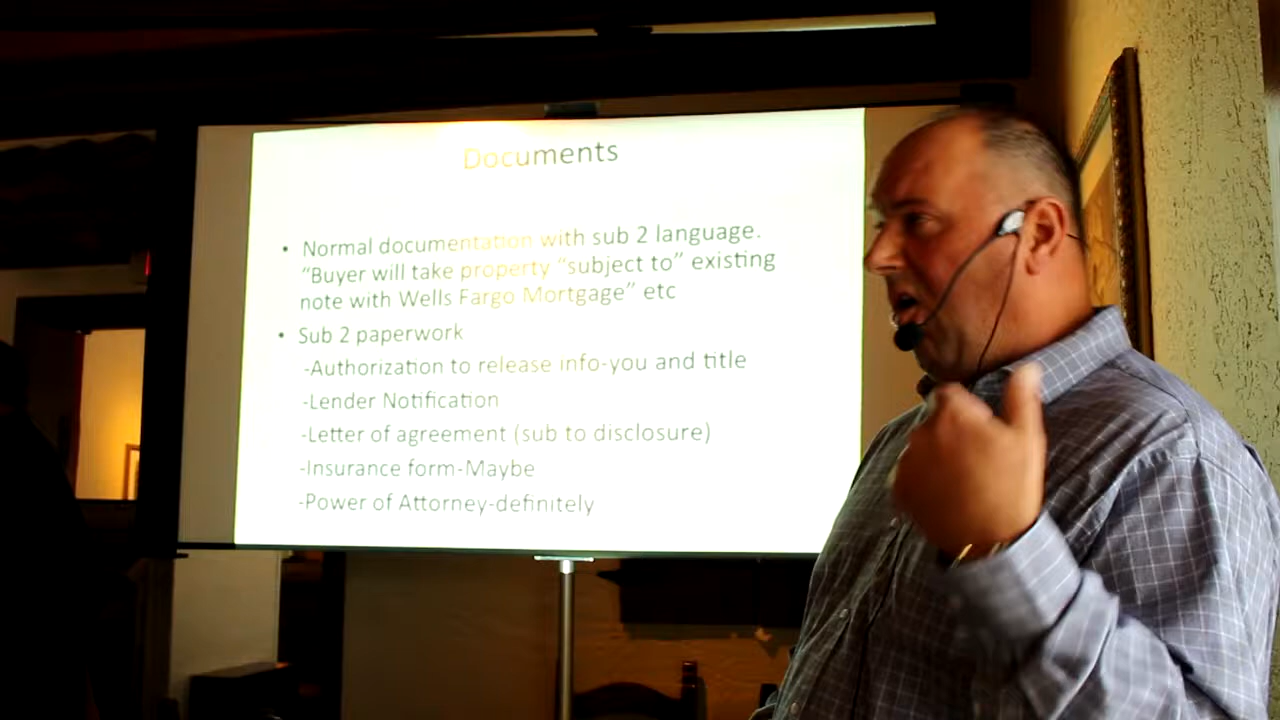 Documents
• Normal documentation with sub 2 language.
“Buyer will take property “subject to” existing
note with Wells Fargo Mortgage” etc
• Sub 2 paperwork
-Authorization to release info-you and title
-Lender Notification
-Letter of agreement (sub to disclosure)
-Insurance form-Maybe
-Power of Attorney-definitely